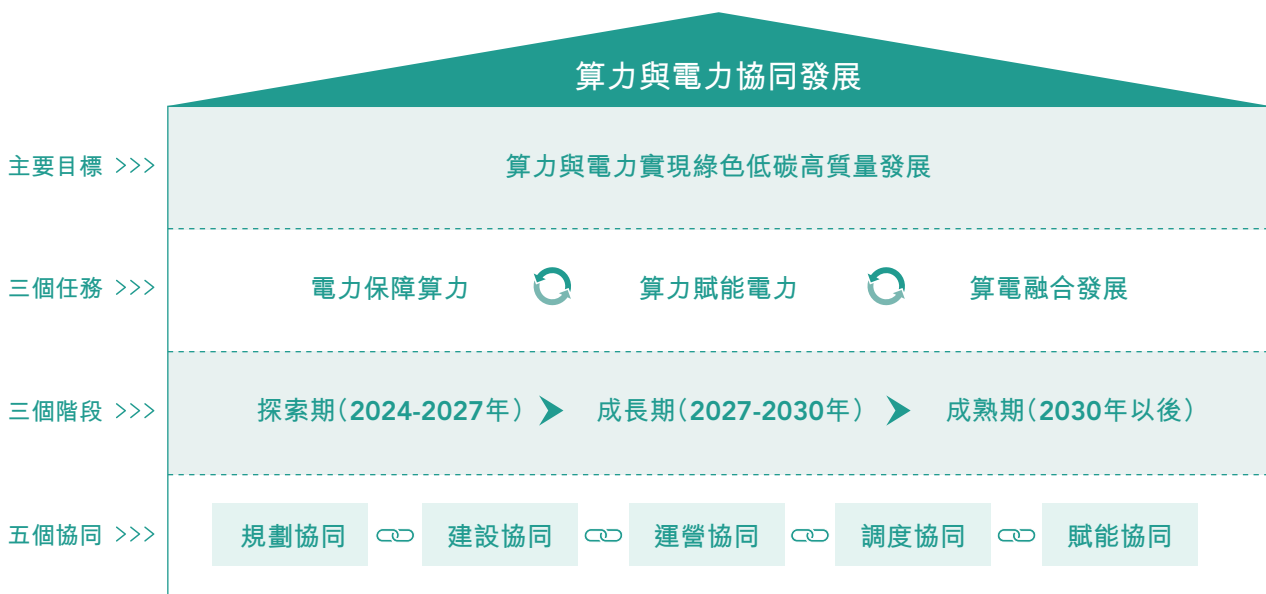 算力與電力協同發展
主要目標 >>> 算力與電力實現綠色低碳高質量發展
三個任務 >>> 電力保障算力 算力賦能電力 算電融合發展
三個階段 >>> 探索期(2024-2027年) 成長期(2027-2030年) 成熟期(2030年以後)
五個協同 >>> 規劃協同 建設協同 運營協同 調度協同 賦能協同